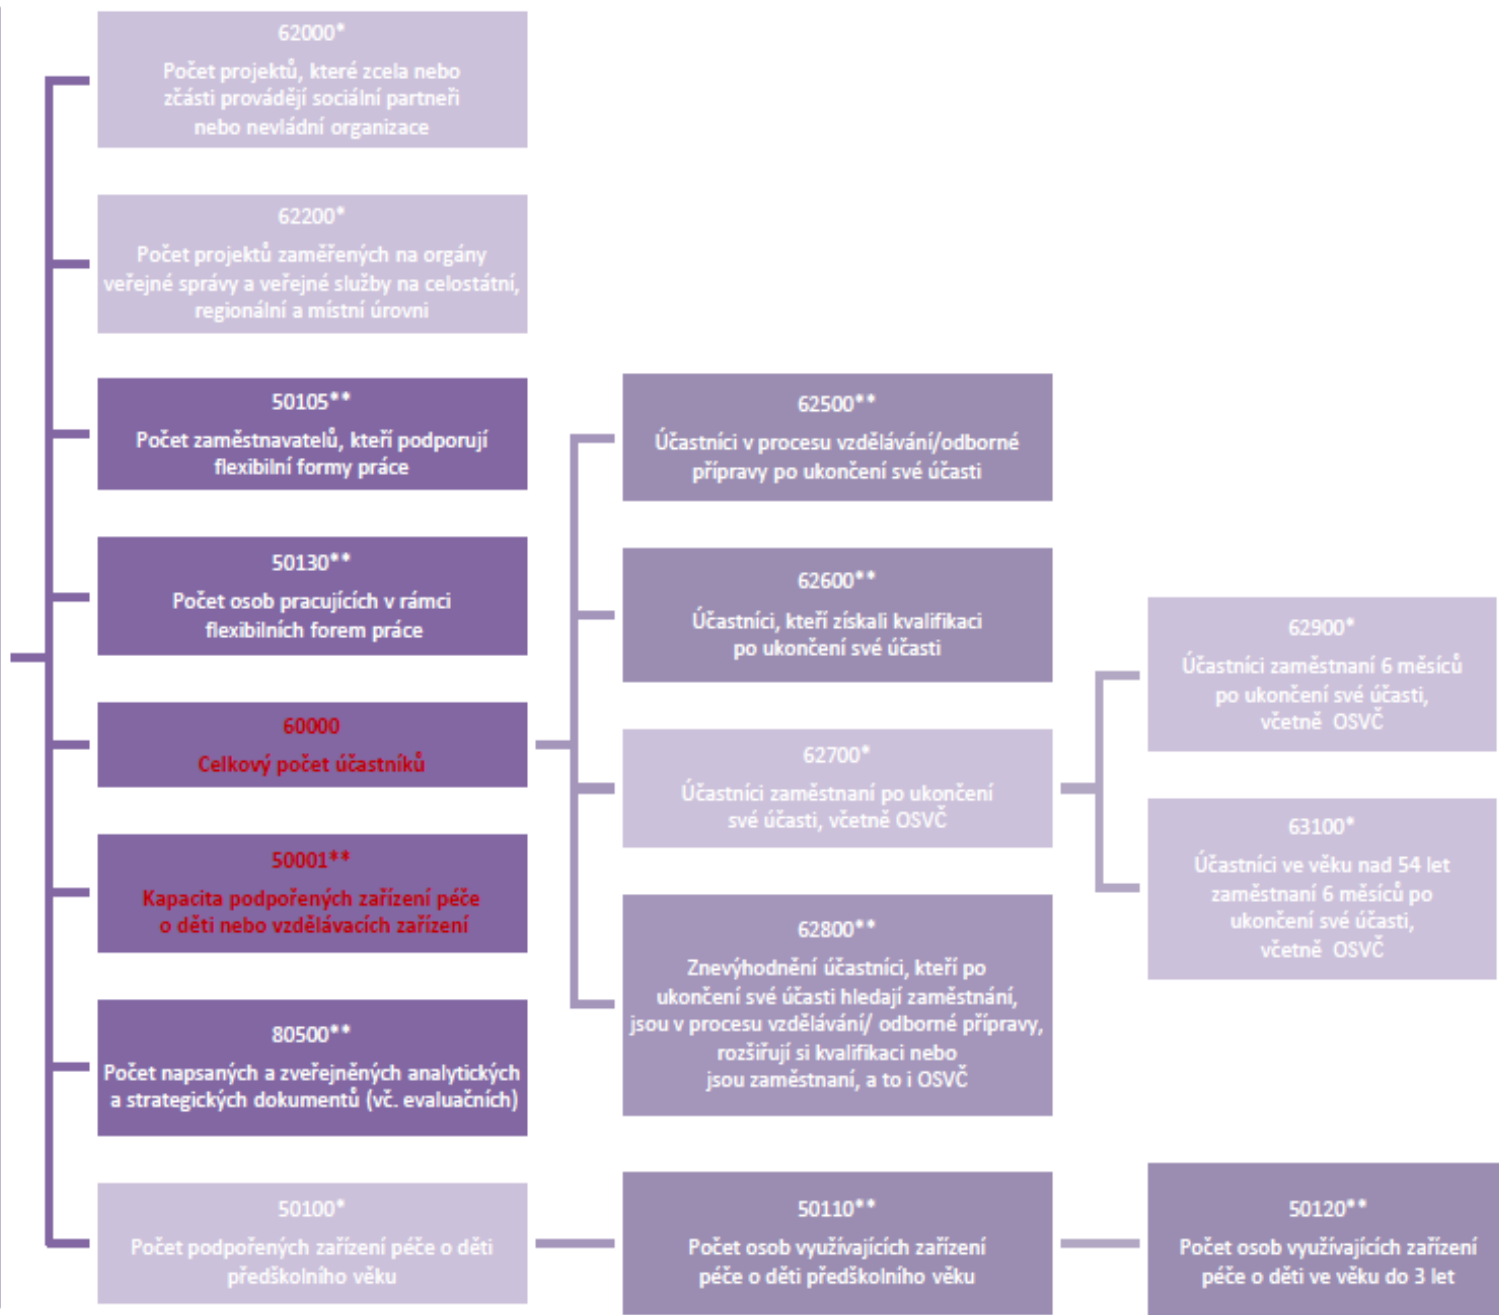 62000*
Počet projektů, které zcela nebo
zčásti provádějí sociální partneři
nebo nevládní organizace
62200*
Počet projektů zaměřených na orgány
veřejné správy a veřejné služby na celostátní,
regionální a místní úrovni
50105**
Počet zaměstnavatelů, kteří podporují
flexibilní formy práce
50130**
Počet osob pracujících v rámci
flexibilních forem práce
60000
Celkový počet účastníků
50001**
Kapacita podpořených zařízení péče
o děti nebo vzdělávacích zařízení
80500**
Počet napsaných a zveřejněných analytických
a strategických dokumentů (vč. evaluačních)
50100*
Počet podpořených zařízení péče o děti
předškolního věku
62500**
Účastníci v procesu vzdělávání/odborné
přípravy po ukončení své účasti
62600**
Účastníci, kteří získali kvalifikaci
po ukončení své účasti
62700*
Účastníci zaměstnaní po ukončení
své účasti, včetně OSVČ
62800**
Znevýhodnění účastníci, kteří po
ukončení své účasti hledají zaměstnání,
jsou v procesu vzdělávání/ odborné přípravy,
rozšiřují si kvalifikaci nebo
jsou zaměstnaní, a to i OSVČ
50110**
Počet osob využívajících zařízení
péče o děti předškolního věku
62900*
Účastníci zaměstnaní 6 měsíců
po ukončení své účasti,
včetně OSVČ
63100*
Účastníci ve věku nad 54 let
zaměstnaní 6 měsíců po
ukončení své účasti,
včetně OSVČ
50120**
Počet osob využívajících zařízení
péče o děti ve věku do 3 let